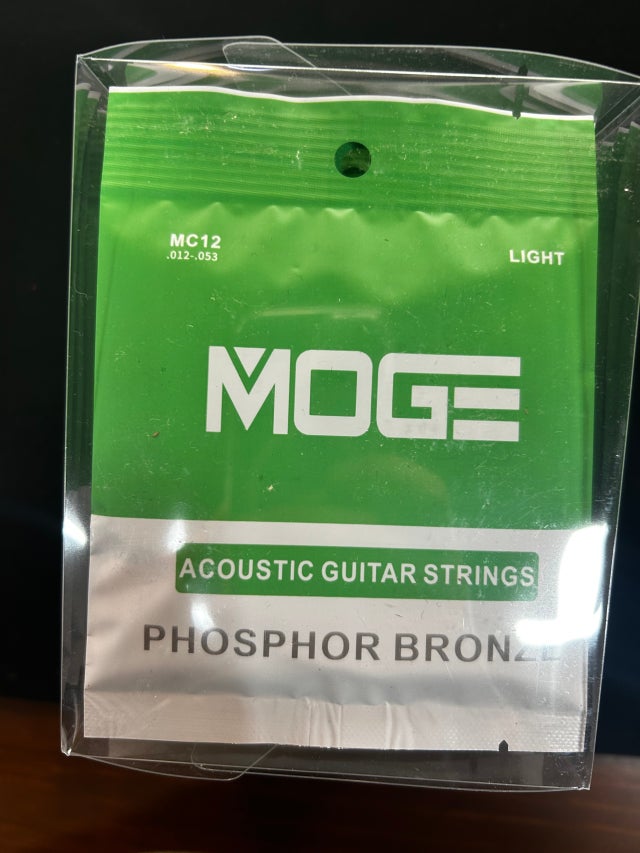 MC12
.012-.053
LIGHT
MOGE
ACOUSTIC GUITAR STRINGS
PHOSPHOR BRONZE